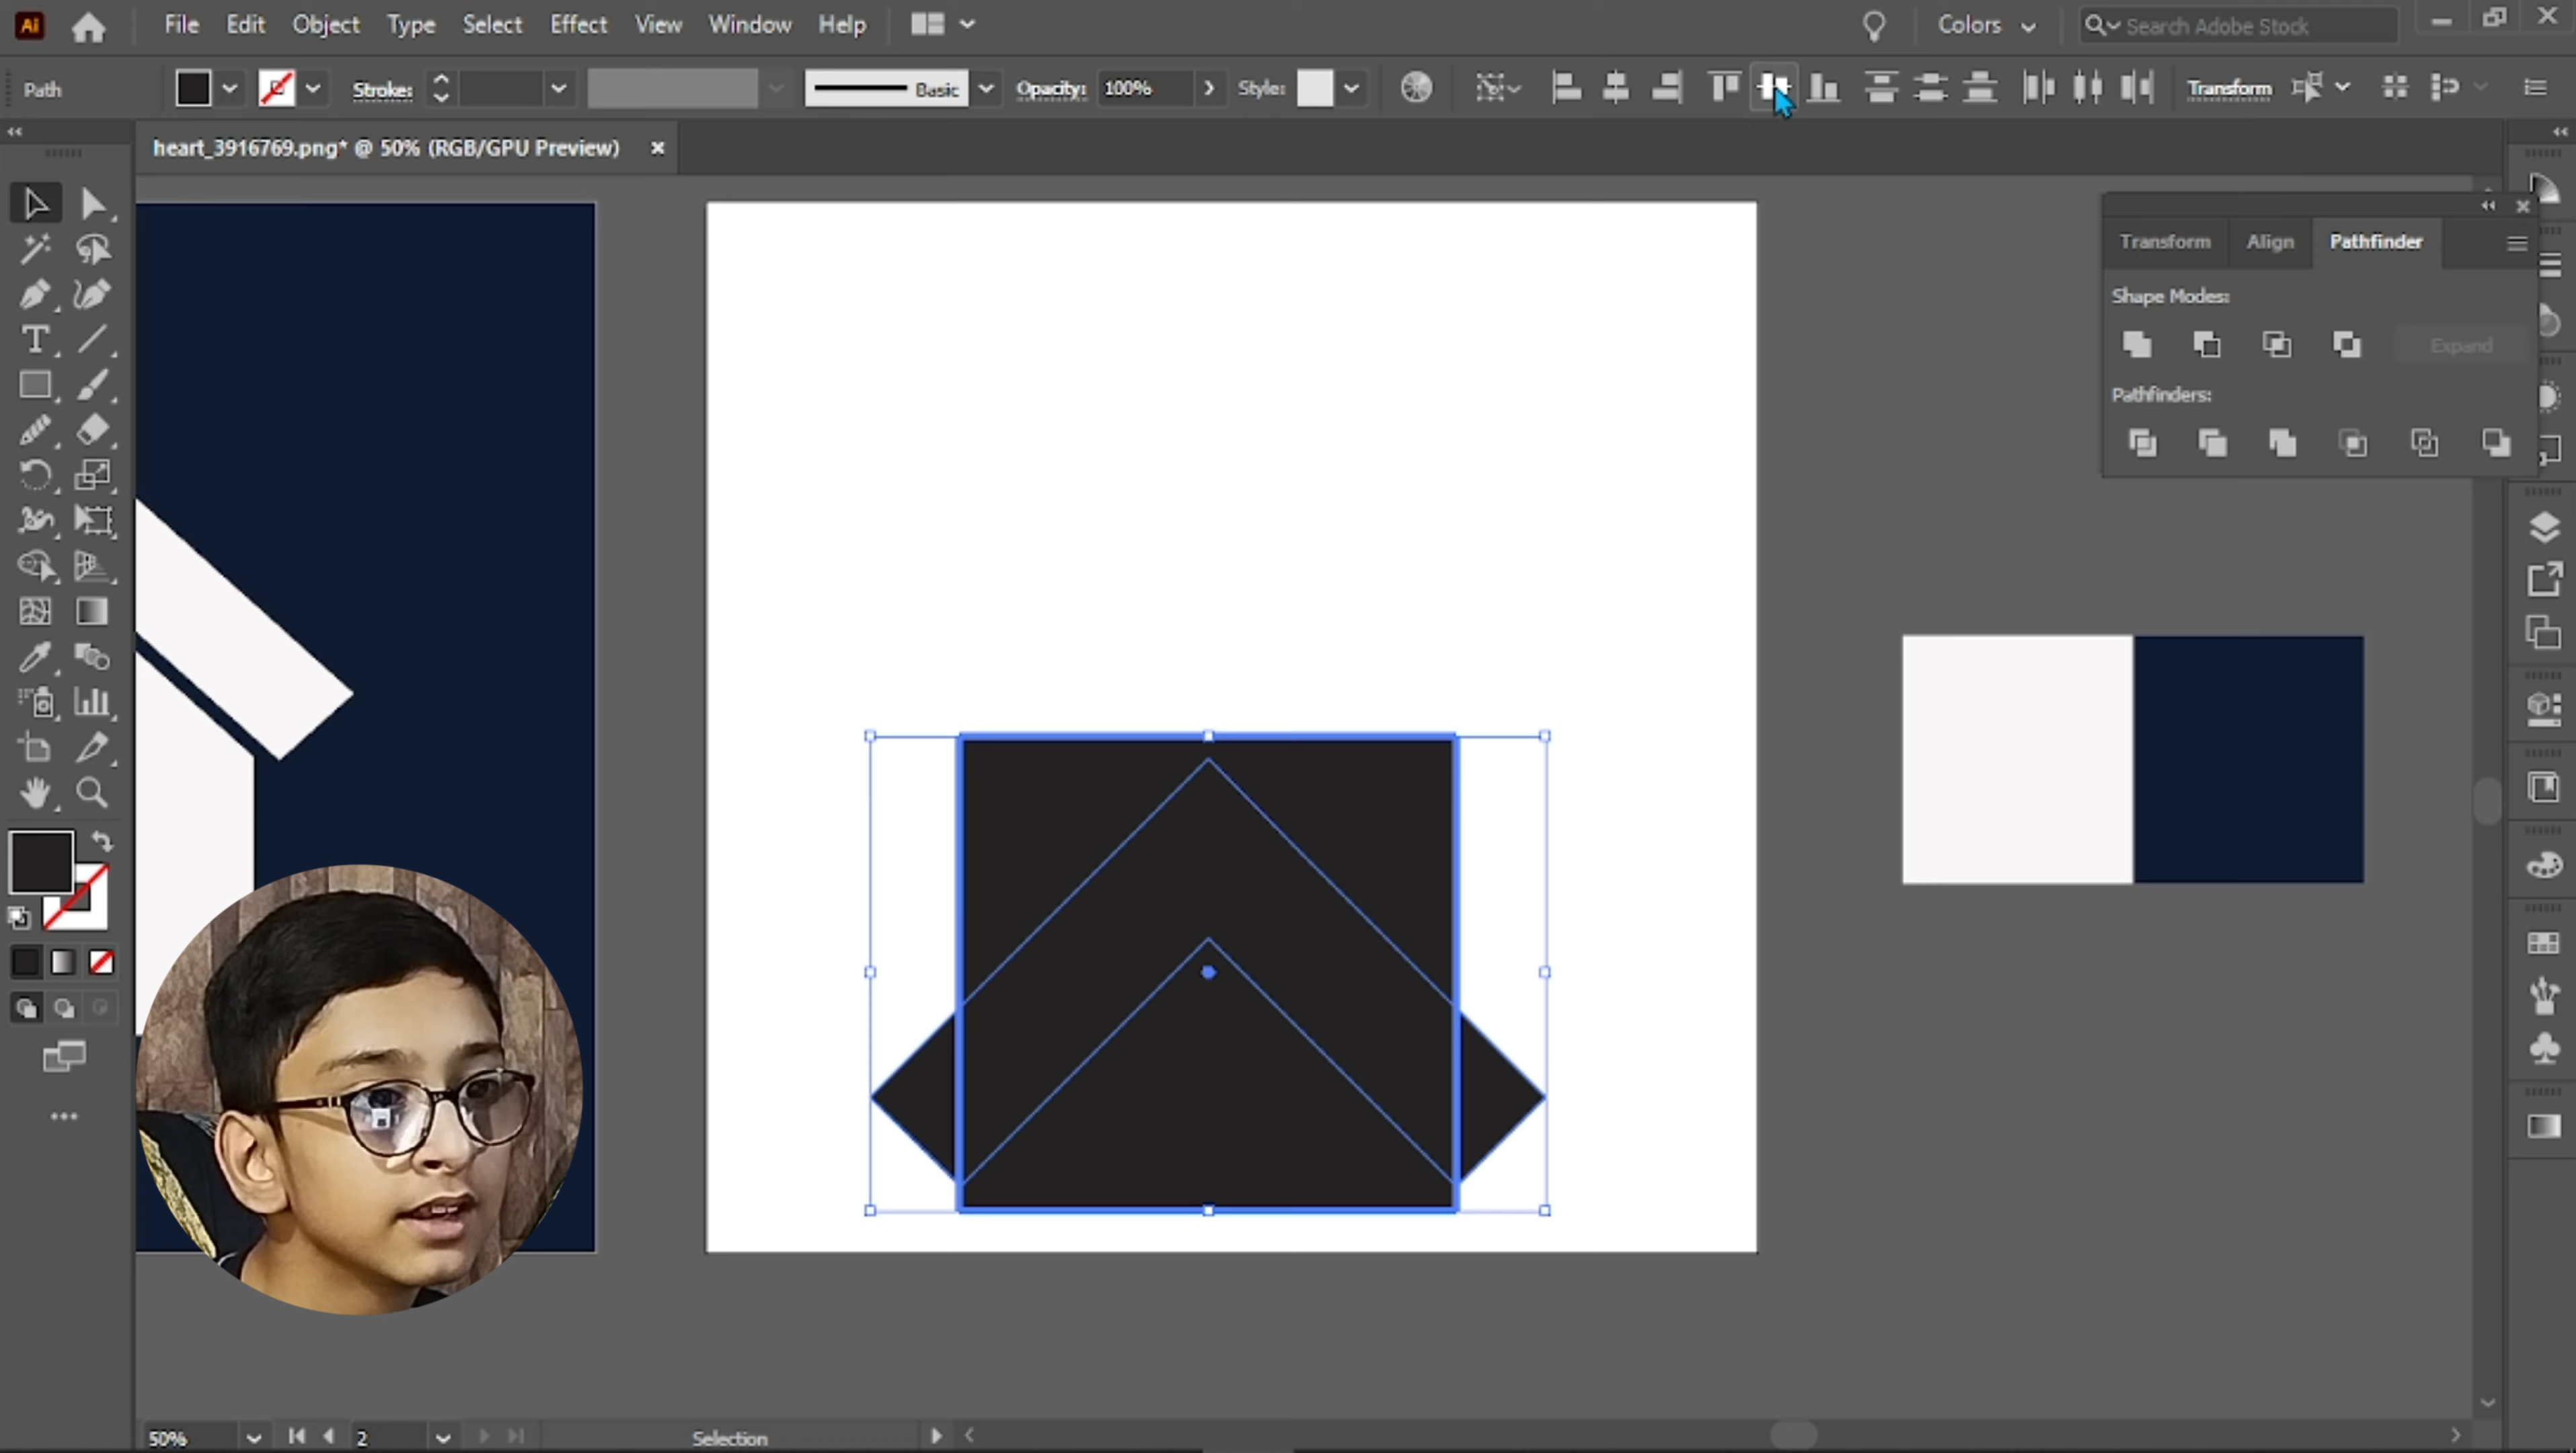 Ai File Edit Object Type Select Effect View Window Help Colors Search Adobe Stock
Path Stroke: Basic Opacity: 100% Style: Transform
heart_3916769.png* @ 50% (RGB/GPU Preview)
Transform Align Pathfinder
Shape Modes:
Expand
Pathfinders:
50% 2 Selection